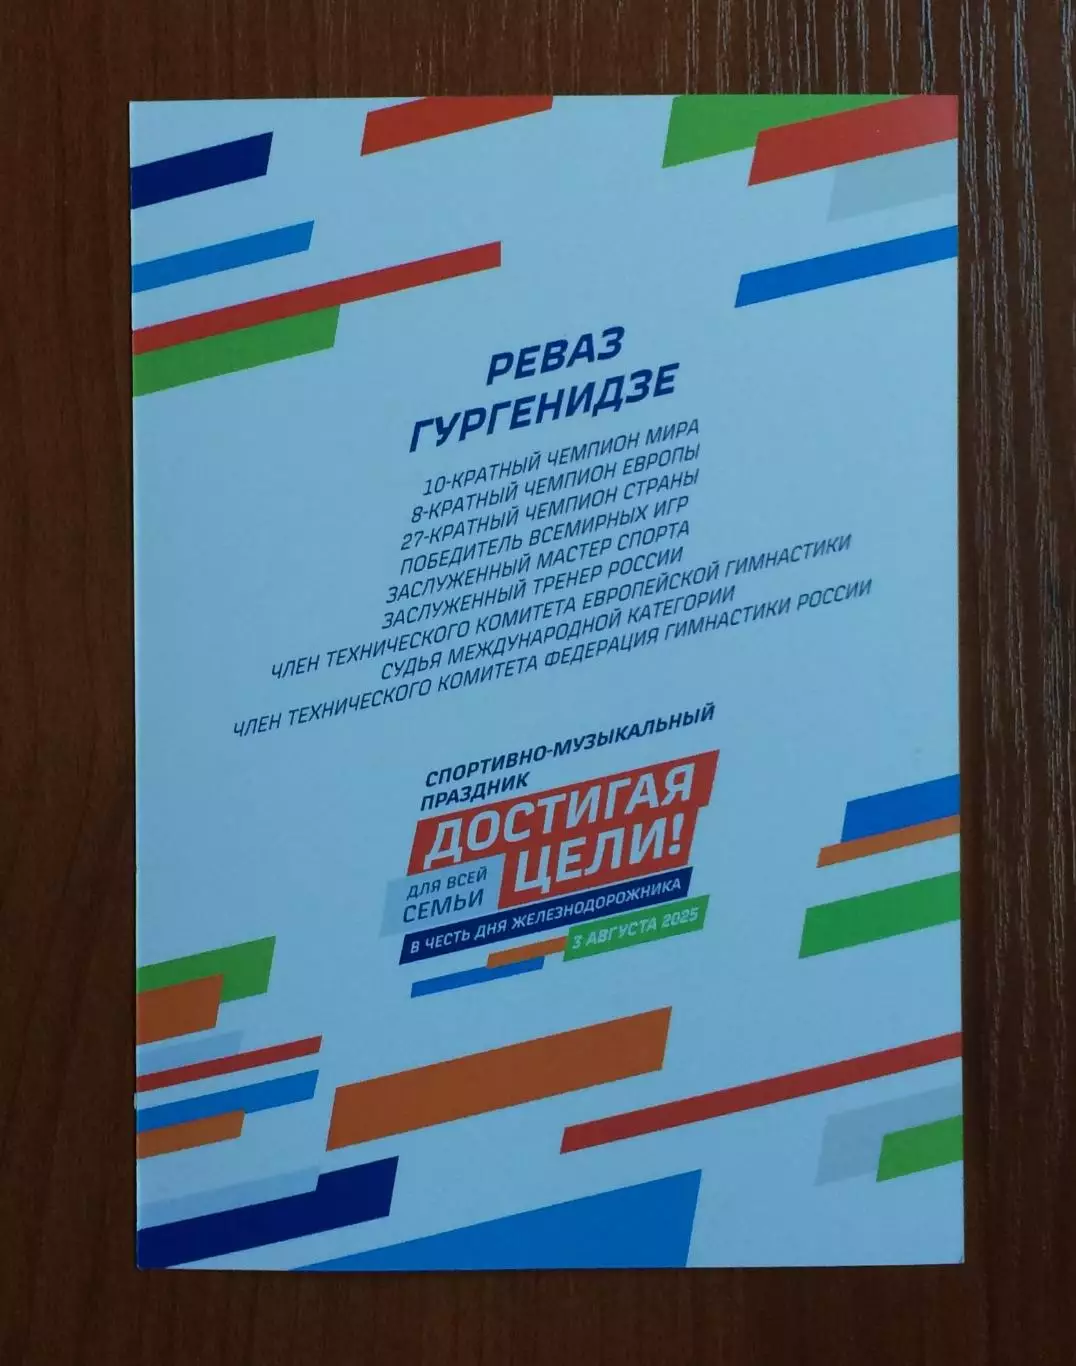 РЕВАЗ
ГУРГЕНИДЗЕ
10-КРАТНЫЙ ЧЕМПИОН МИРА
8-КРАТНЫЙ ЧЕМПИОН ЕВРОПЫ
27-КРАТНЫЙ ЧЕМПИОН СТРАНЫ
ПОБЕДИТЕЛЬ ВСЕМИРНЫХ ИГР
ЗАСЛУЖЕННЫЙ МАСТЕР СПОРТА
ЗАСЛУЖЕННЫЙ ТРЕНЕР РОССИИ
ЧЛЕН ТЕХНИЧЕСКОГО КОМИТЕТА ЕВРОПЕЙСКОЙ ГИМНАСТИКИ
СУДЬЯ МЕЖДУНАРОДНОЙ КАТЕГОРИИ
ЧЛЕН ТЕХНИЧЕСКОГО КОМИТЕТА ФЕДЕРАЦИЯ ГИМНАСТИКИ РОССИИ
СПОРТИВНО-МУЗЫКАЛЬНЫЙ
ПРАЗДНИК
ДОСТИГАЯ
ЦЕЛИ!
ДЛЯ ВСЕЙ
СЕМЬИ
В ЧЕСТЬ ДНЯ ЖЕЛЕЗНОДОРОЖНИКА
3 АВГУСТА 2025